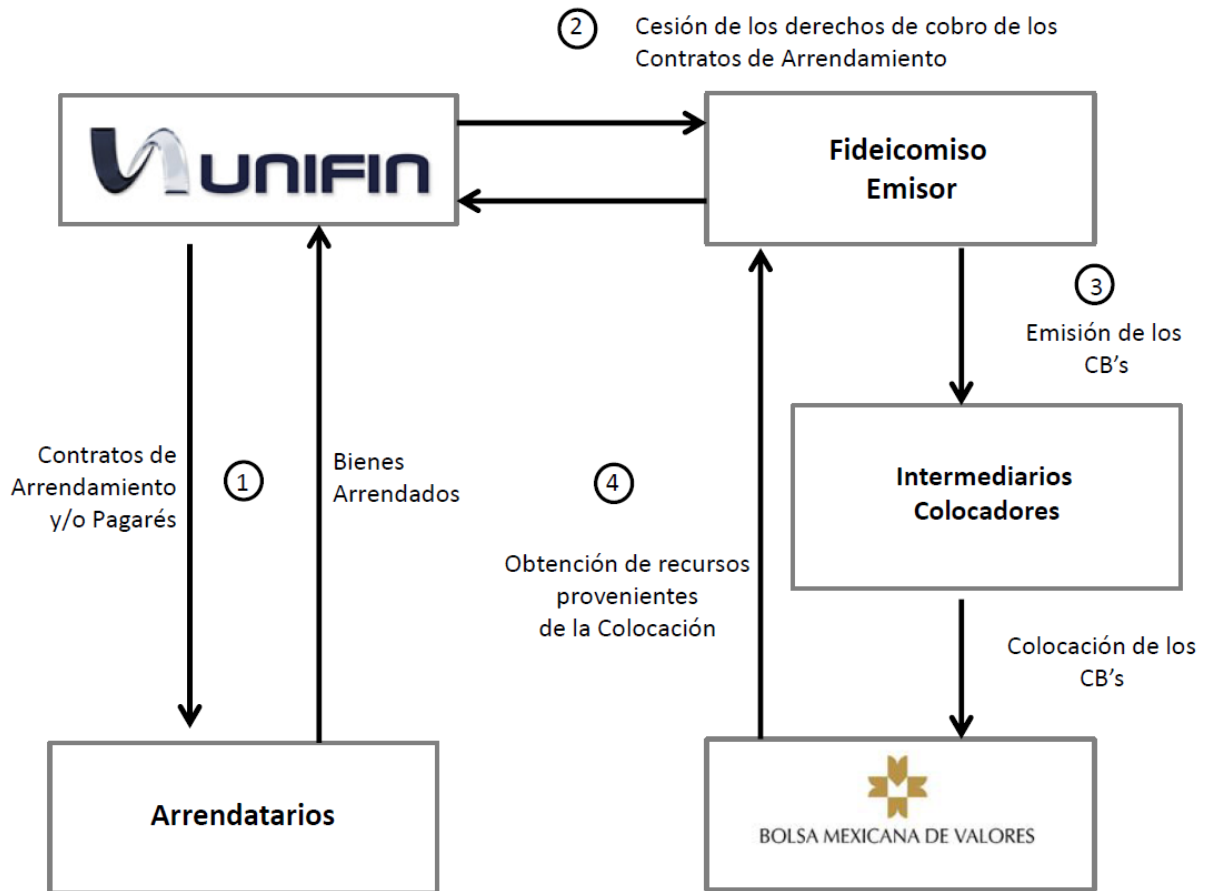 2
Cesión de los derechos de cobro de los
Contratos de Arrendamiento
UNIFIN
Fideicomiso
Emisor
3
Emisión de los
CB’s
Contratos de
Arrendamiento
y/o Pagarés
1
Bienes
Arrendados
4
Obtención de recursos
provenientes
de la Colocación
Intermediarios
Colocadores
Colocación de los
CB’s
Arrendatarios
BOLSA MEXICANA DE VALORES